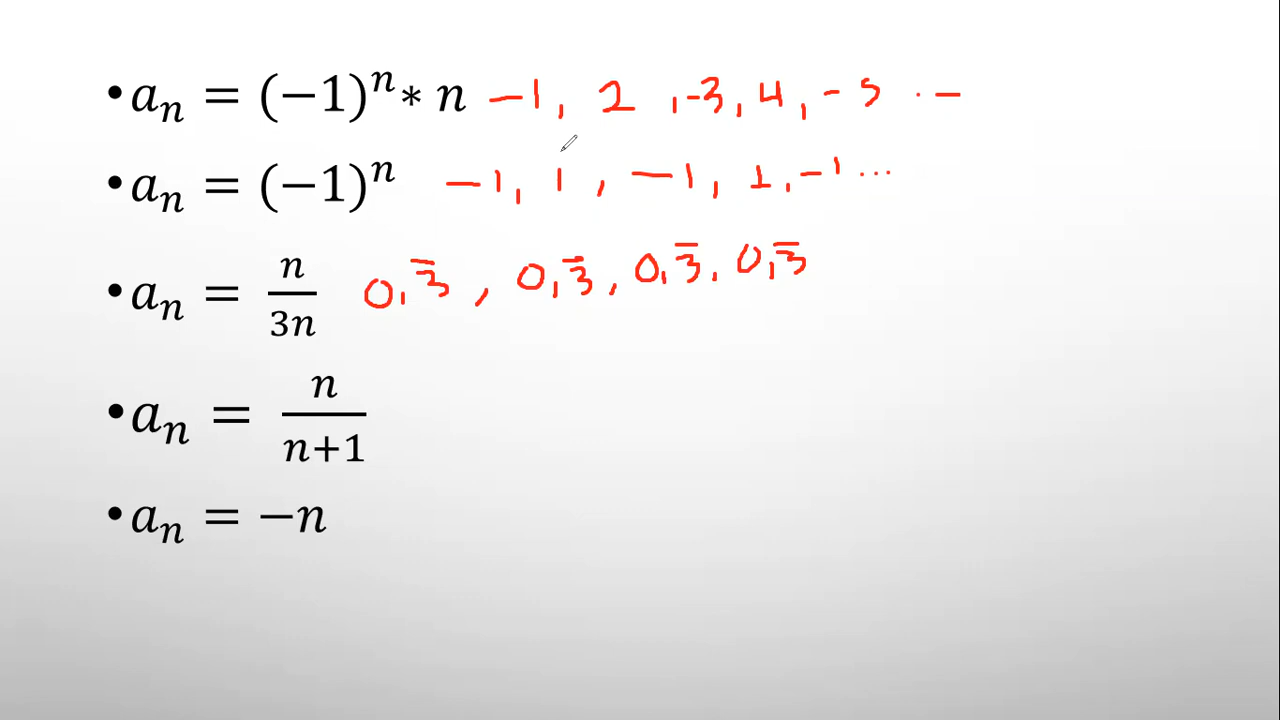 •aₙ = (−1)ⁿ∗ n −1, 2 , -3, 4, - 5 . –
•aₙ = (−1)ⁿ −1, 1 , −1, 1, -1 ...
•aₙ = n/3n 0,3̅ , 0,3̅ , 0,3̅ , 0,3̅
•aₙ = n/n+1
•aₙ = −n